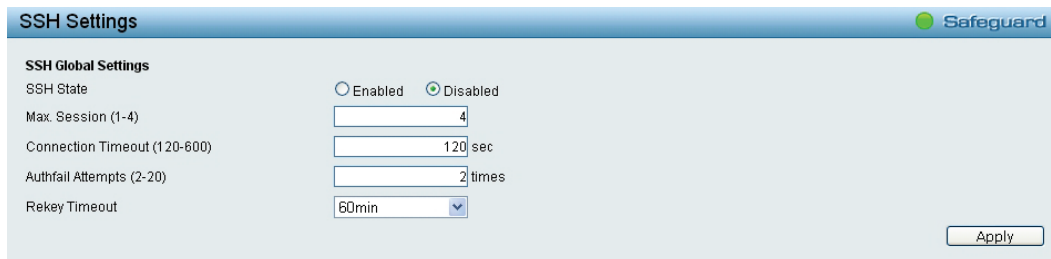 SSH Settings Safeguard
SSH Global Settings
SSH State Enabled Disabled
Max. Session (1-4) 4
Connection Timeout (120-600) 120 sec
Authfail Attempts (2-20) 2 times
Rekey Timeout 60min
Apply